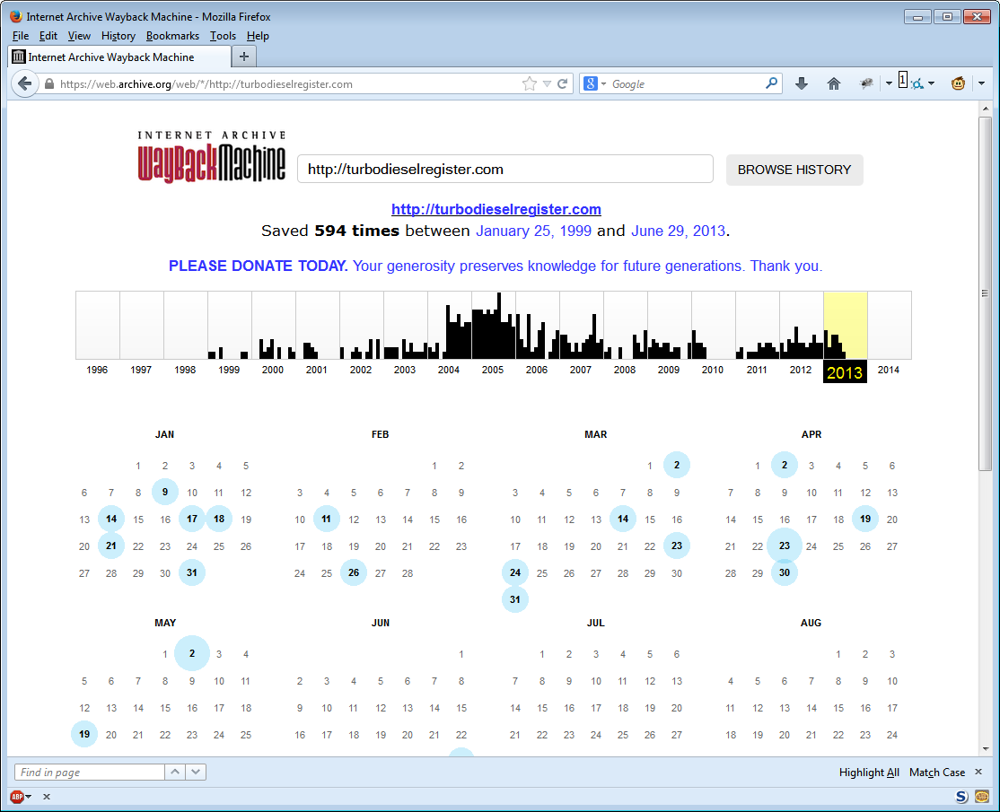 Internet Archive Wayback Machine - Mozilla Firefox
File Edit View History Bookmarks Tools Help
Internet Archive Wayback Machine
https://web.archive.org/web/*/http://turbodieselregister.com
8 Google
1
INTERNET ARCHIVE
WayBackMachine
http://turbodieselregister.com
BROWSE HISTORY
http://turbodieselregister.com
Saved 594 times between January 25, 1999 and June 29, 2013.
PLEASE DONATE TODAY. Your generosity preserves knowledge for future generations. Thank you.
1996 1997 1998 1999 2000 2001 2002 2003 2004 2005 2006 2007 2008 2009 2010 2011 2012 2013 2014
JAN
1 2 3 4 5
6 7 8 9 10 11 12
13 14 15 16 17 18 19
20 21 22 23 24 25 26
27 28 29 30 31
FEB
1 2
3 4 5 6 7 8 9
10 11 12 13 14 15 16
17 18 19 20 21 22 23
24 25 26 27 28
MAR
1 2
3 4 5 6 7 8 9
10 11 12 13 14 15 16
17 18 19 20 21 22 23
24 25 26 27 28 29 30
31
APR
1 2 3 4 5 6
7 8 9 10 11 12 13
14 15 16 17 18 19 20
21 22 23 24 25 26 27
28 29 30
MAY
1 2 3 4
5 6 7 8 9 10 11
12 13 14 15 16 17 18
19 20 21 22 23 24 25
JUN
1
2 3 4 5 6 7 8
9 10 11 12 13 14 15
16 17 18 19 20 21 22
JUL
1 2 3 4 5 6
7 8 9 10 11 12 13
14 15 16 17 18 19 20
21 22 23 24 25 26 27
AUG
1 2 3
4 5 6 7 8 9 10
11 12 13 14 15 16 17
18 19 20 21 22 23 24
Find in page
Highlight All Match Case
ABP
S